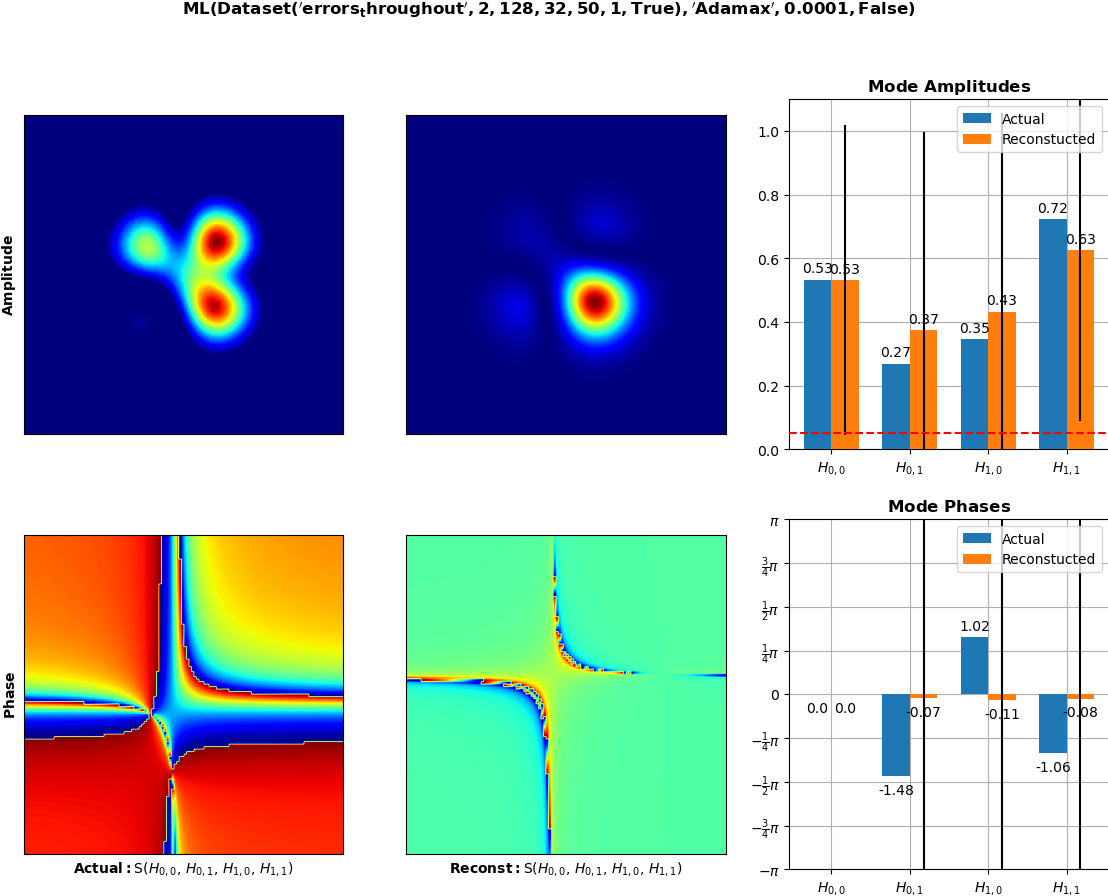 ML(Dataset('errors_throughout', 2, 128, 32, 50, 1, True), 'Adamax', 0.0001, False)
Amplitude
Mode Amplitudes
Actual
Reconstucted
1.0
0.8
0.6
0.4
0.2
0.0
0.53
0.53
0.27
0.37
0.35
0.43
0.72
0.63
H0,0
H0,1
H1,0
H1,1
Phase
Actual: S(H0,0, H0,1, H1,0, H1,1)
Reconst: S(H0,0, H0,1, H1,0, H1,1)
Mode Phases
Actual
Reconstucted
π
3/4π
1/2π
1/4π
0
−1/4π
−1/2π
−3/4π
−π
0.0
0.0
-1.48
-0.07
1.02
-0.11
-1.06
-0.08
H0,0
H0,1
H1,0
H1,1